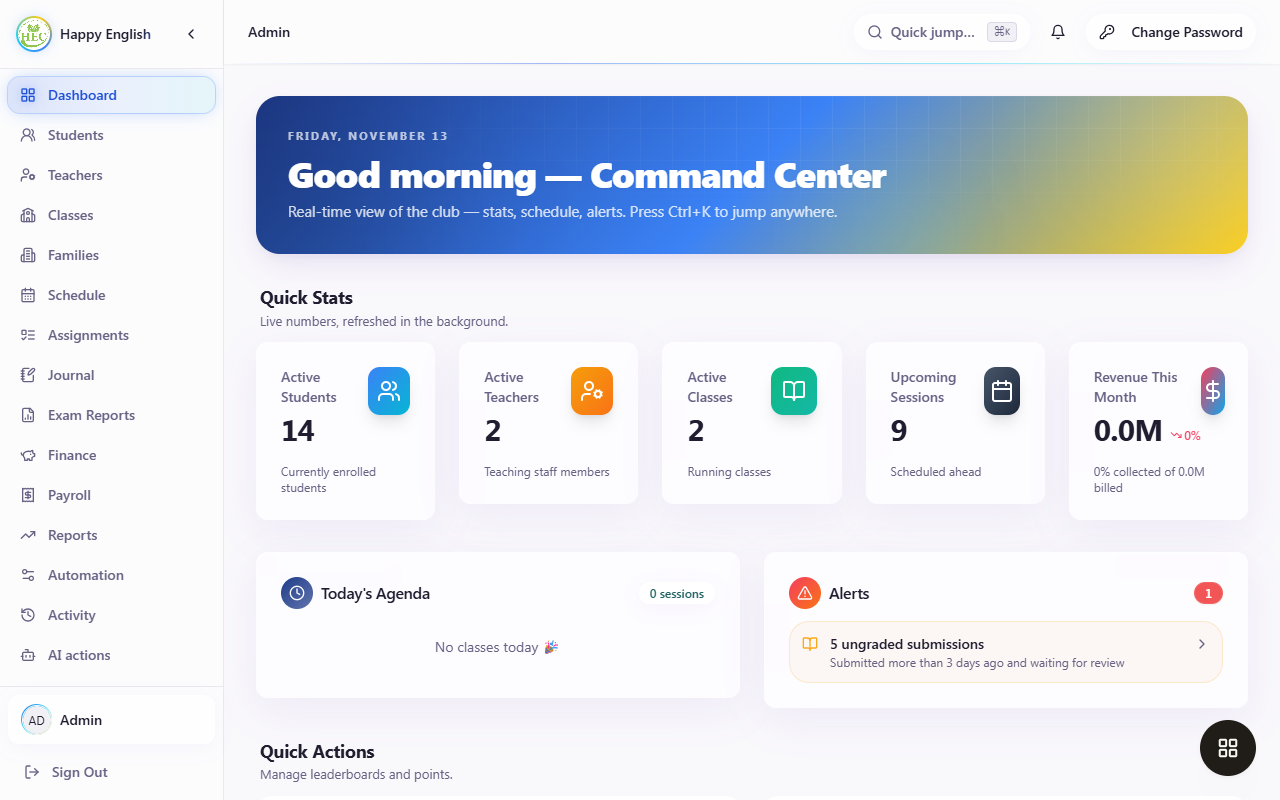 HEC
Happy English
Dashboard
Students
Teachers
Classes
Families
Schedule
Assignments
Journal
Exam Reports
Finance
Payroll
Reports
Automation
Activity
AI actions
AD
Admin
Sign Out
Admin
Quick jump...
⌘K
Change Password
FRIDAY, NOVEMBER 13
Good morning — Command Center
Real-time view of the club — stats, schedule, alerts. Press Ctrl+K to jump anywhere.
Quick Stats
Live numbers, refreshed in the background.
Active
Students
14
Currently enrolled
students
Active
Teachers
2
Teaching staff members
Active
Classes
2
Running classes
Upcoming
Sessions
9
Scheduled ahead
Revenue This
Month
0.0M 0%
0% collected of 0.0M
billed
Today's Agenda
0 sessions
No classes today 🎉
Alerts
1
5 ungraded submissions
Submitted more than 3 days ago and waiting for review
Quick Actions
Manage leaderboards and points.